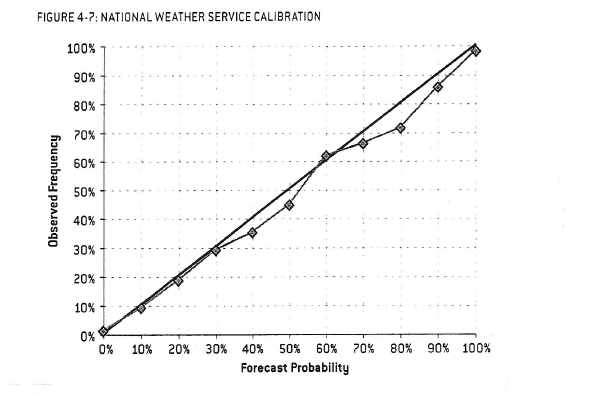 FIGURE 4-7: NATIONAL WEATHER SERVICE CALIBRATION
100%
90%
80%
70%
60%
50%
40%
30%
20%
10%
0%
Observed Frequency
0% 10% 20% 30% 40% 50% 60% 70% 80% 90% 100%
Forecast Probability